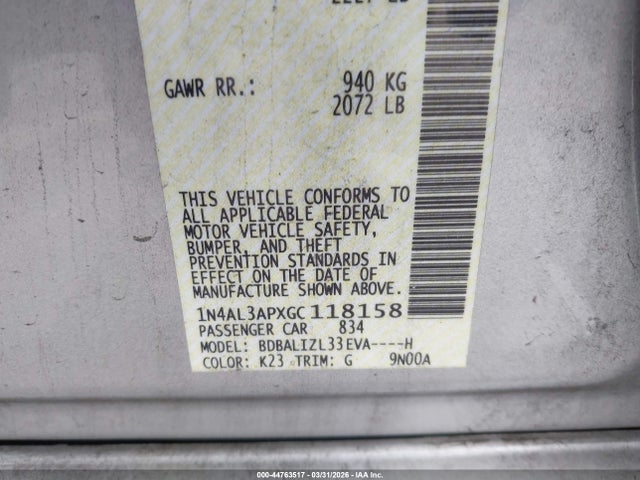 GAWR RR.: 940 KG
2072 LB
THIS VEHICLE CONFORMS TO
ALL APPLICABLE FEDERAL
MOTOR VEHICLE SAFETY,
BUMPER, AND THEFT
PREVENTION STANDARDS IN
EFFECT ON THE DATE OF
MANUFACTURE SHOWN ABOVE.
1N4AL3APXGC118158
PASSENGER CAR 834
MODEL: BDBALIZL33EVA----H
COLOR: K23 TRIM: G 9N00A
000-44763517 | 03/31/2026 - IAA Inc.